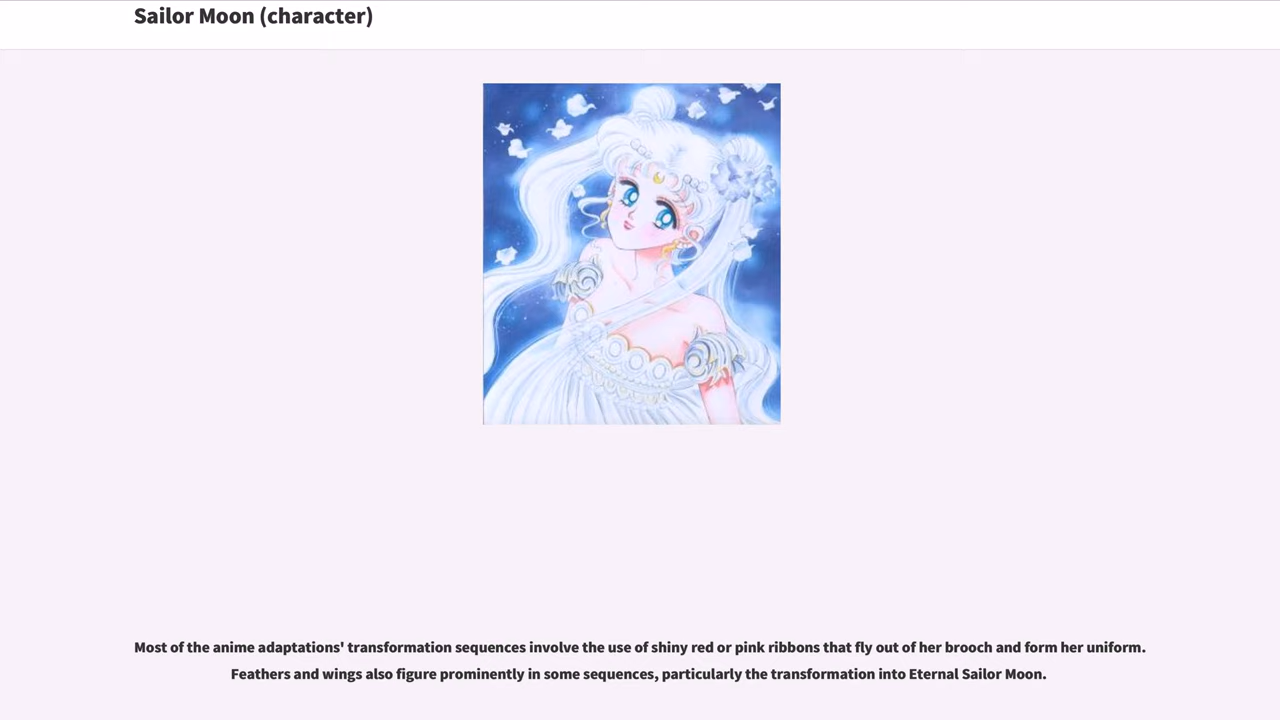 Sailor Moon (character)
Most of the anime adaptations' transformation sequences involve the use of shiny red or pink ribbons that fly out of her brooch and form her uniform.
Feathers and wings also figure prominently in some sequences, particularly the transformation into Eternal Sailor Moon.